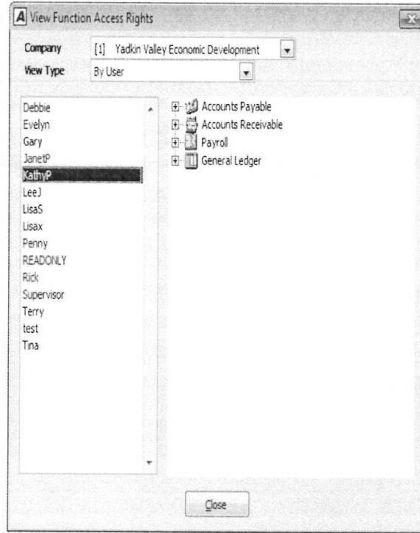 A View Function Access Rights
Company [1] Yadkin Valley Economic Development
View Type By User
Debbie
Evelyn
Gary
JanetP
KathyP
LeeJ
LisaS
Lisax
Penny
READONLY
Rick
Supervisor
Terry
test
Tina
Accounts Payable
Accounts Receivable
Payroll
General Ledger
Close